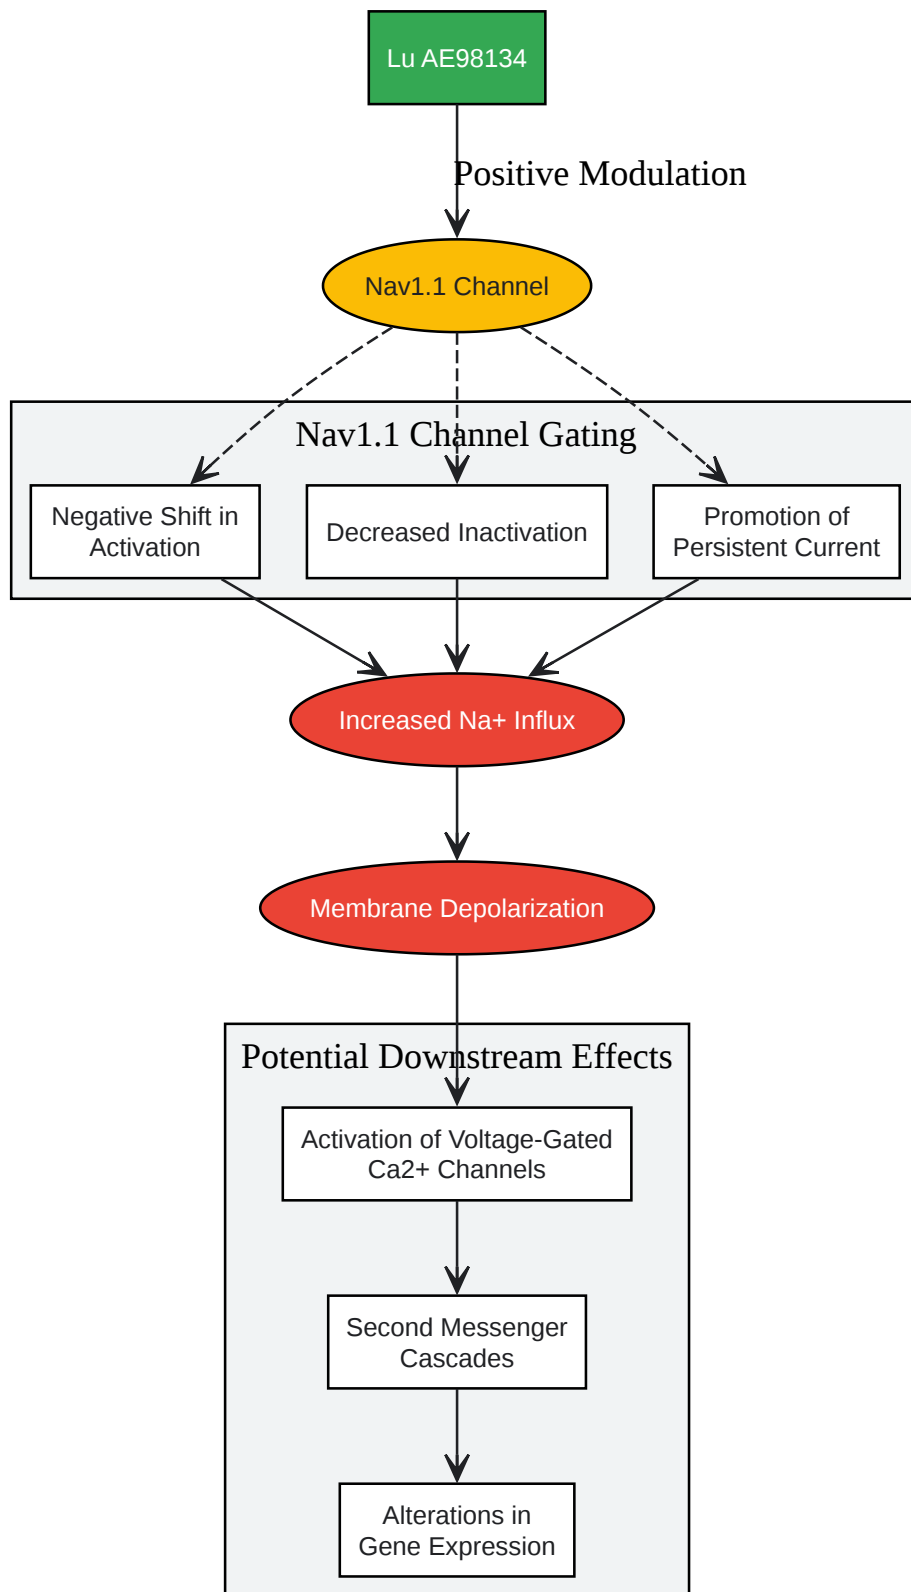 Lu AE98134
Positive Modulation
Nav1.1 Channel
Nav1.1 Channel Gating
Negative Shift in
Activation
Decreased Inactivation
Promotion of
Persistent Current
Increased Na+ Influx
Membrane Depolarization
Potential Downstream Effects
Activation of Voltage-Gated
Ca2+ Channels
Second Messenger
Cascades
Alterations in
Gene Expression